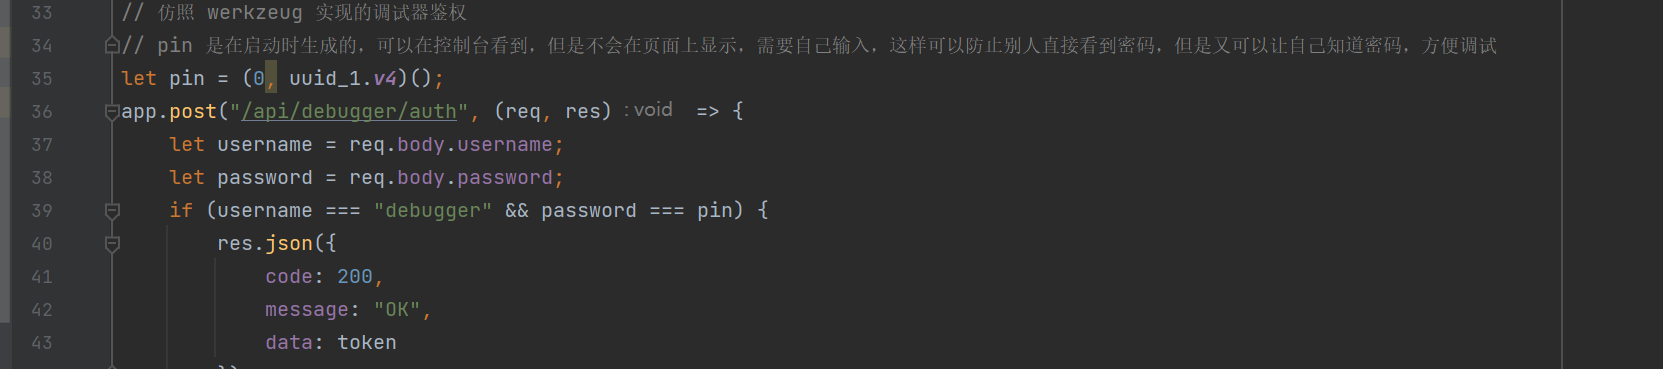 33 // 仿照 werkzeug 实现的调试器鉴权
34 // pin 是在启动时生成的，可以在控制台看到，但是不会在页面上显示，需要自己输入，这样可以防止别人直接看到密码，但是又可以让自己知道密码，方便调试
35 let pin = (0, uuid_1.v4)();
36 app.post("/api/debugger/auth", (req, res) : void => {
37 let username = req.body.username;
38 let password = req.body.password;
39 if (username === "debugger" && password === pin) {
40 res.json({
41 code: 200,
42 message: "OK",
43 data: token